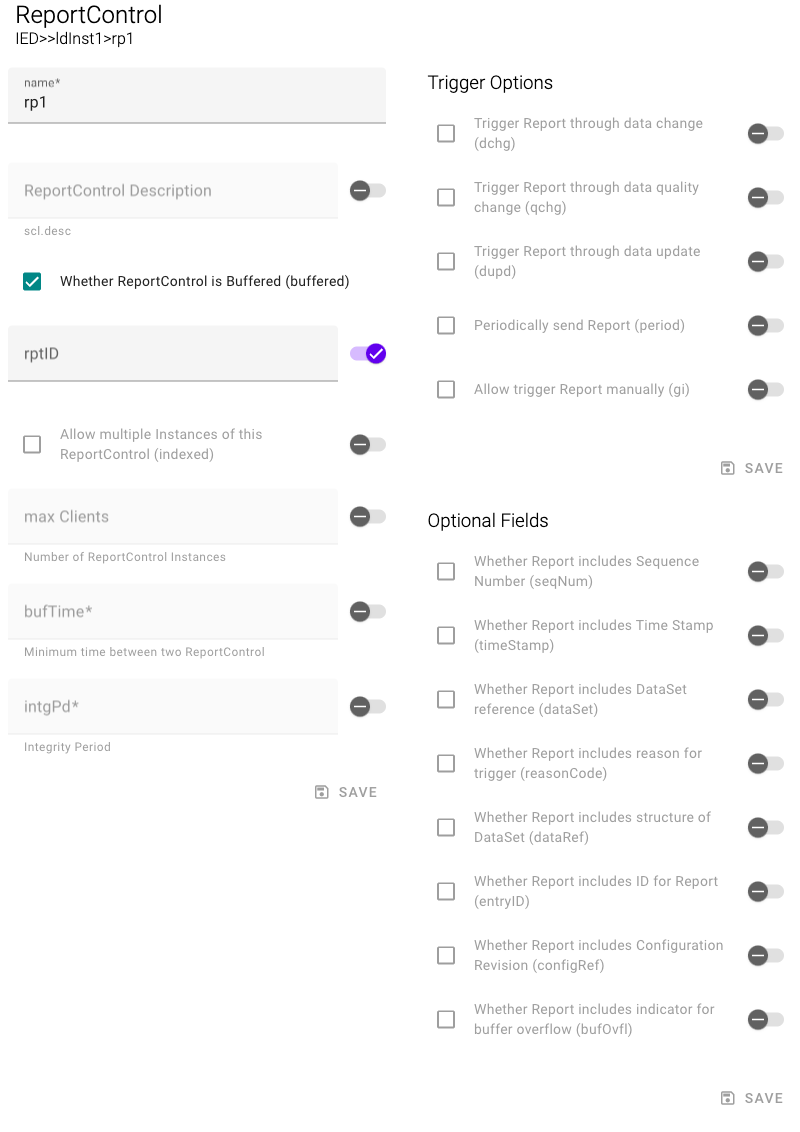 ReportControl
IED>>ldInst1>rp1
name*
rp1
ReportControl Description
scl.desc
Whether ReportControl is Buffered (buffered)
rptID
Allow multiple Instances of this
ReportControl (indexed)
max Clients
Number of ReportControl Instances
bufTime*
Minimum time between two ReportControl
intgPd*
Integrity Period
SAVE
Trigger Options
Trigger Report through data change
(dchg)
Trigger Report through data quality
change (qchg)
Trigger Report through data update
(dupd)
Periodically send Report (period)
Allow trigger Report manually (gi)
SAVE
Optional Fields
Whether Report includes Sequence
Number (seqNum)
Whether Report includes Time Stamp
(timeStamp)
Whether Report includes DataSet
reference (dataSet)
Whether Report includes reason for
trigger (reasonCode)
Whether Report includes structure of
DataSet (dataRef)
Whether Report includes ID for Report
(entryID)
Whether Report includes Configuration
Revision (configRef)
Whether Report includes indicator for
buffer overflow (bufOvfl)
SAVE